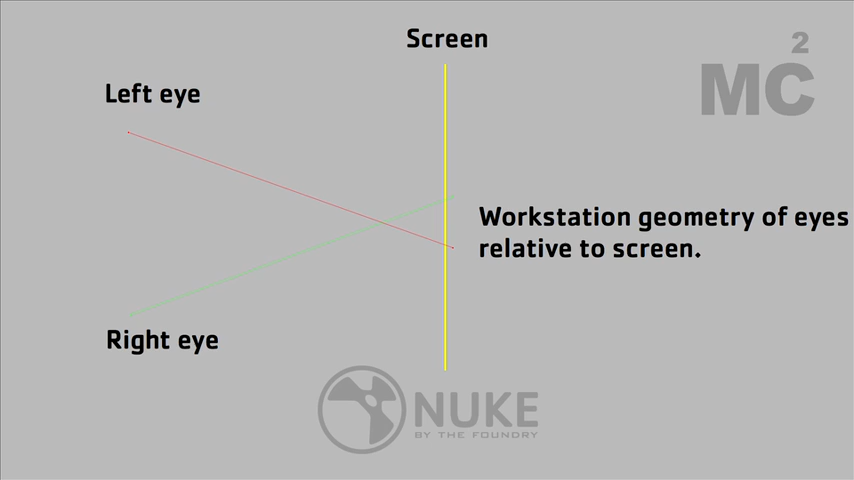 Screen
MC²
Left eye
Workstation geometry of eyes
relative to screen.
Right eye
NUKE
BY THE FOUNDRY